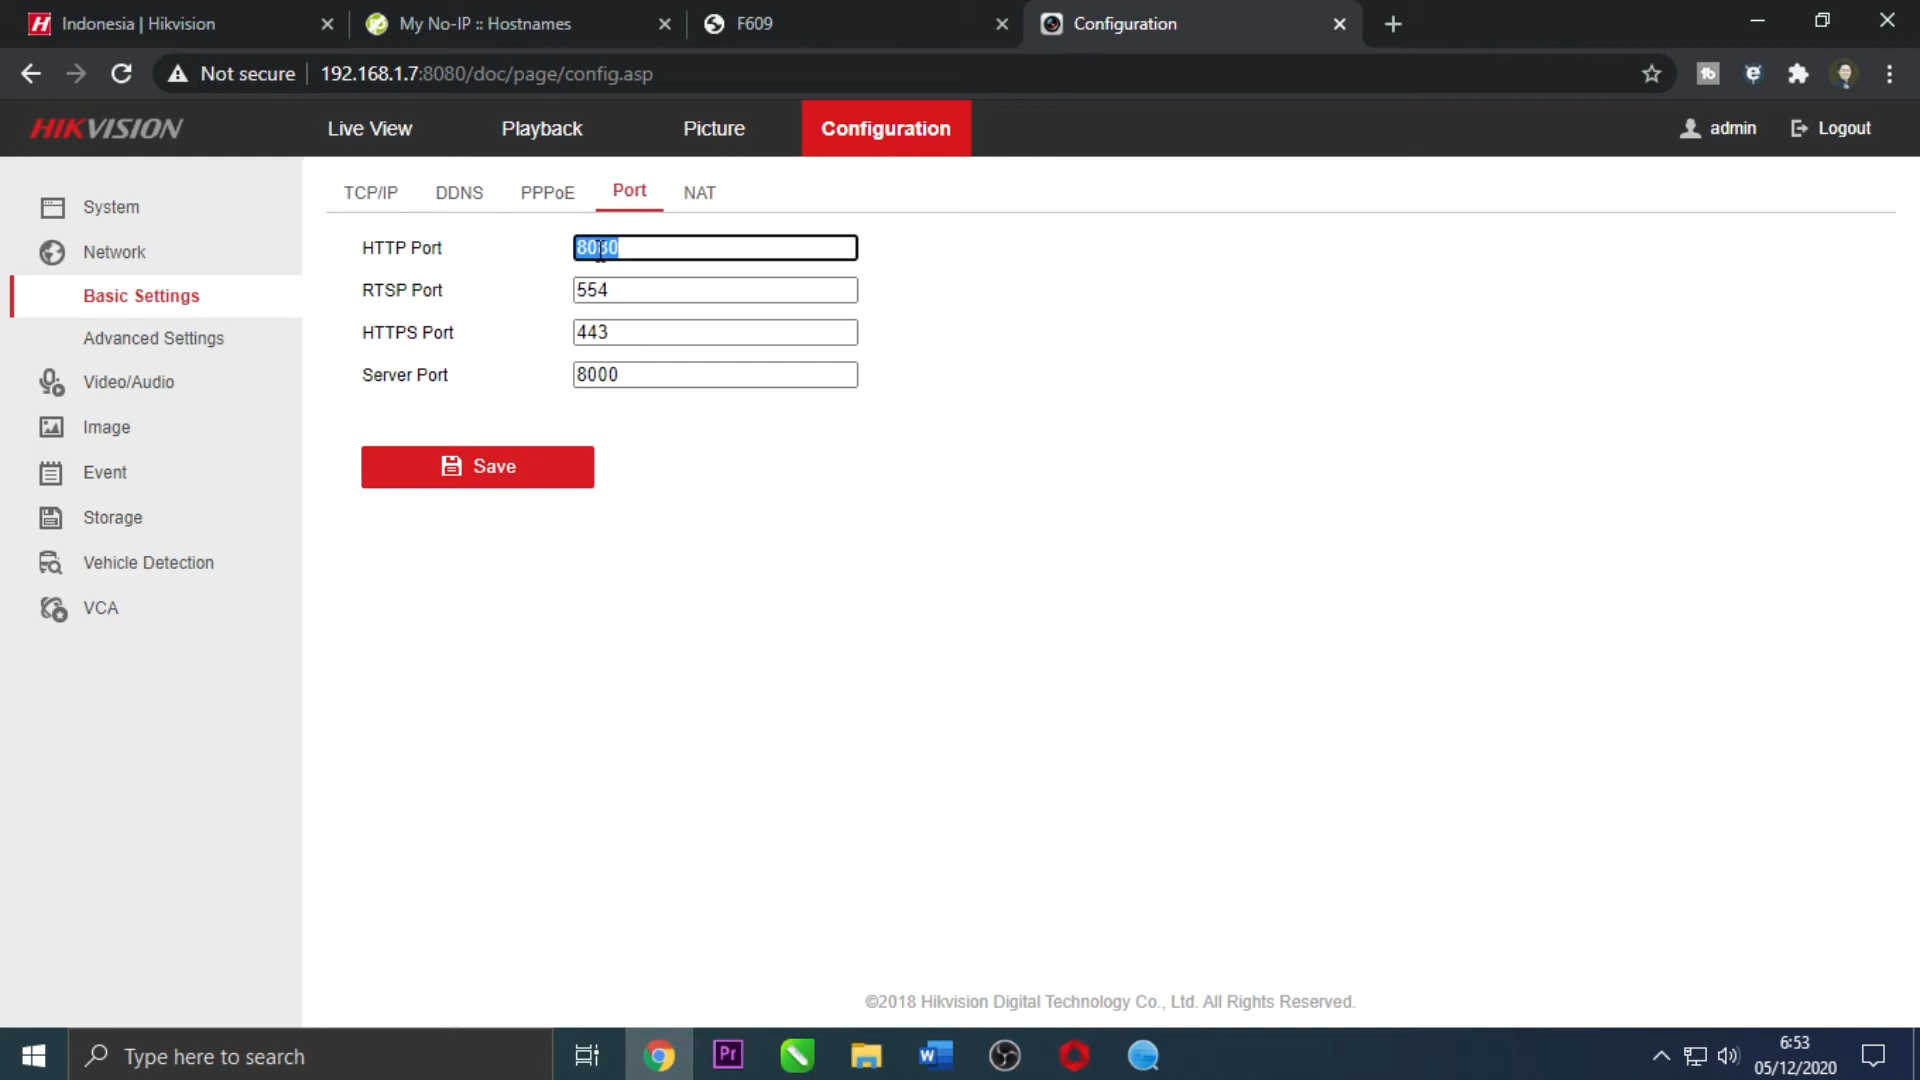 Indonesia | Hikvision
My No-IP :: Hostnames
F609
Configuration
Not secure
192.168.1.7:8080/doc/page/config.asp
HIKVISION
Live View
Playback
Picture
Configuration
admin
Logout
System
Network
Basic Settings
Advanced Settings
Video/Audio
Image
Event
Storage
Vehicle Detection
VCA
TCP/IP
DDNS
PPPoE
Port
NAT
HTTP Port
8080
RTSP Port
554
HTTPS Port
443
Server Port
8000
Save
©2018 Hikvision Digital Technology Co., Ltd. All Rights Reserved.
Type here to search
6:53
05/12/2020